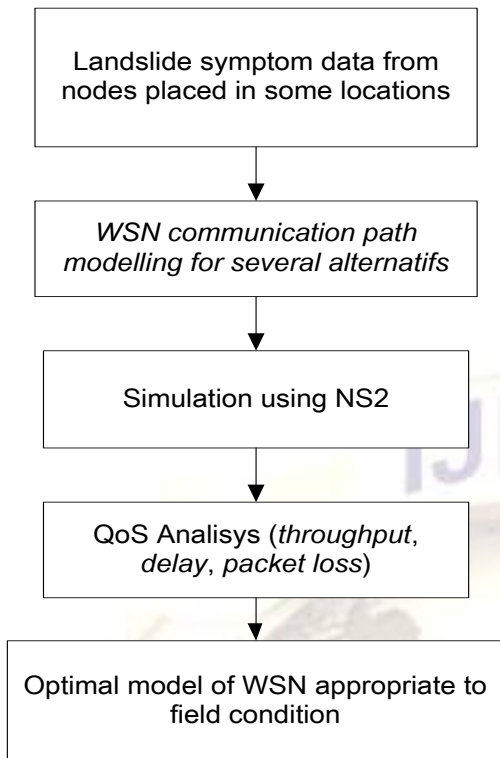 Landslide symptom data from
nodes placed in some locations
WSN communication path
modelling for several alternatifs
Simulation using NS2
IJ
QoS Analisys (throughput,
delay, packet loss)
Optimal model of WSN appropriate to
field condition